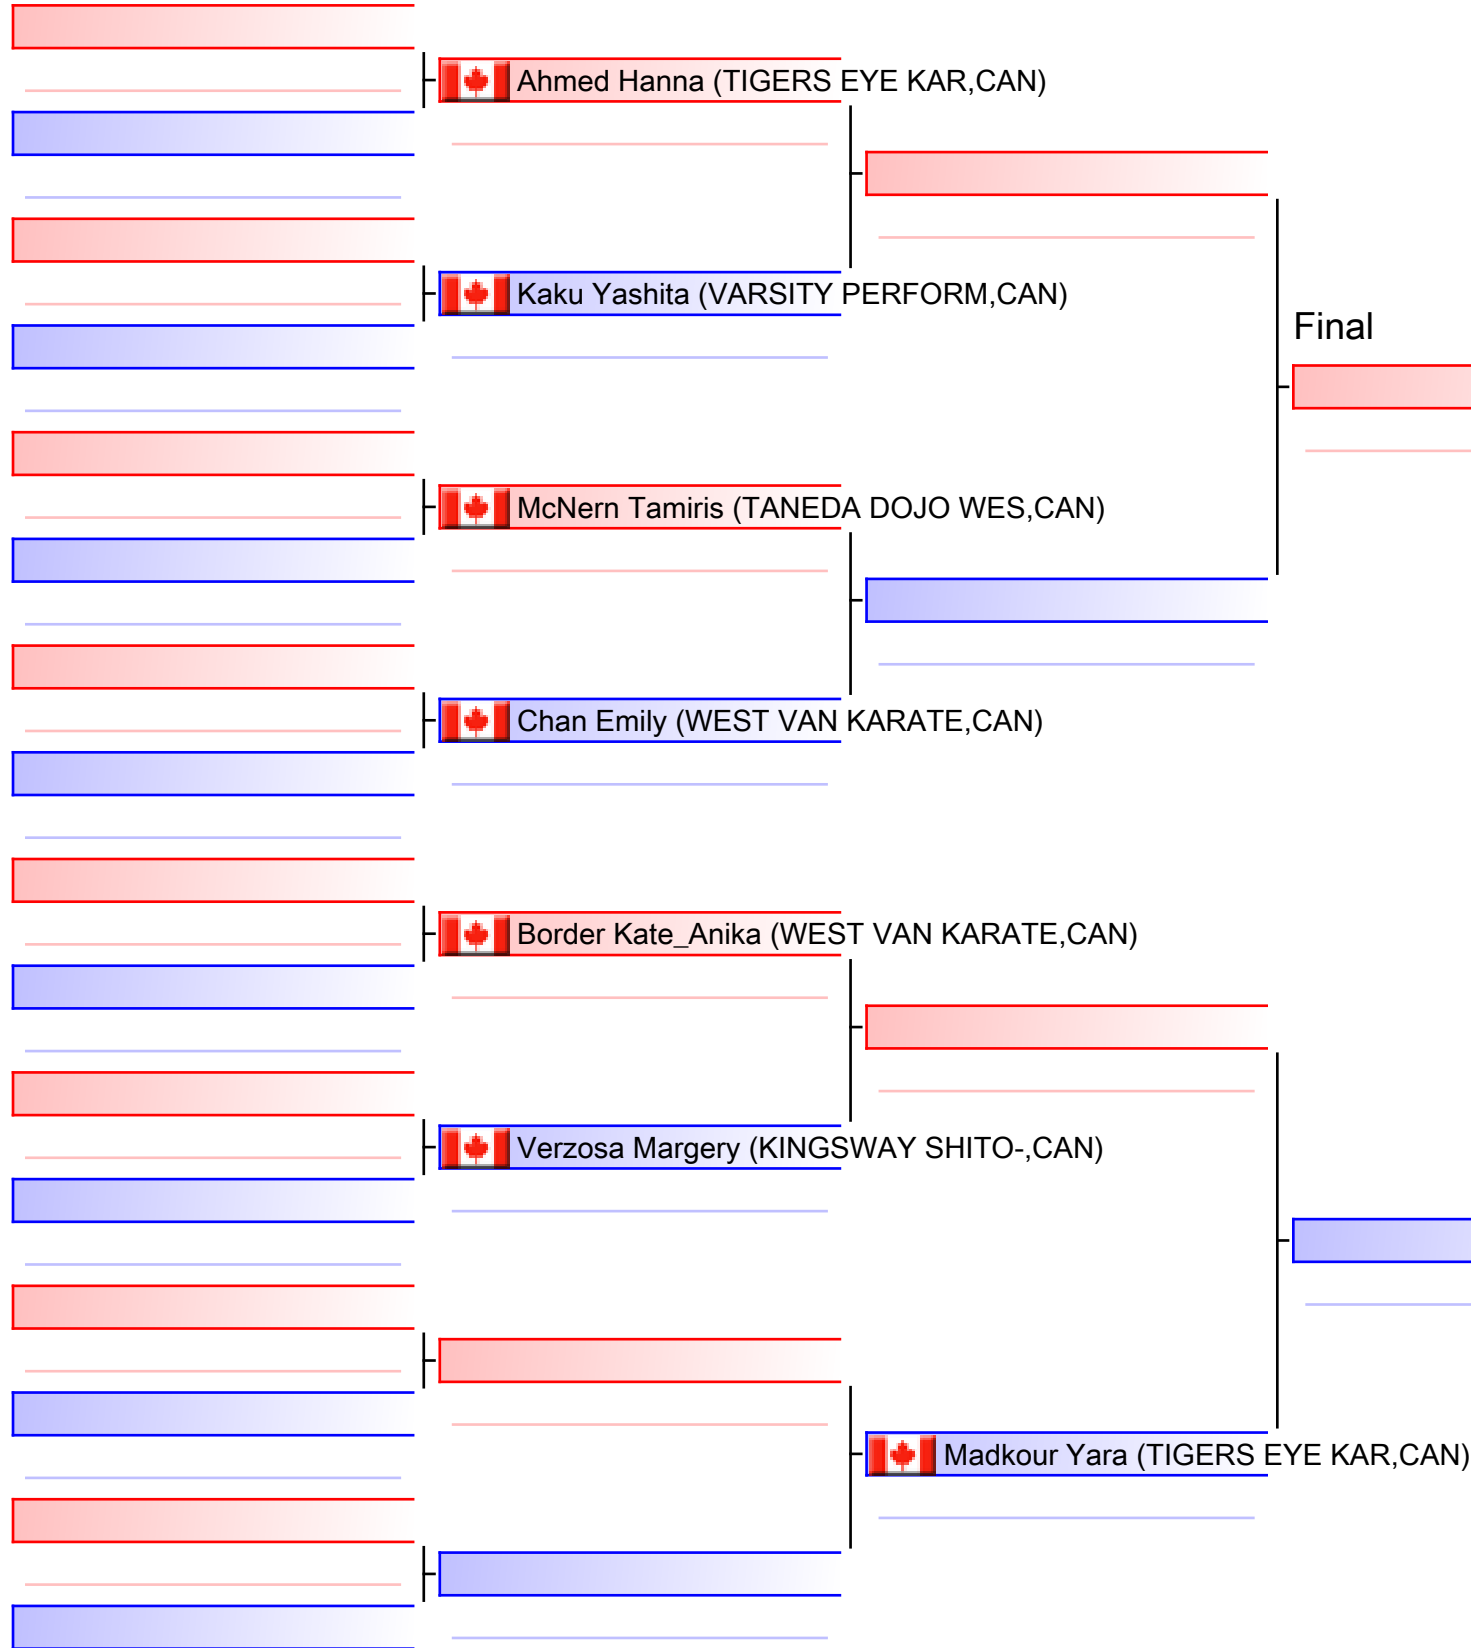 Ahmed Hanna (TIGERS EYE KAR,CAN)
Kaku Yashita (VARSITY PERFORM,CAN)
Final
McNern Tamiris (TANEDA DOJO WES,CAN)
Chan Emily (WEST VAN KARATE,CAN)
Border Kate_Anika (WEST VAN KARATE,CAN)
Verzosa Margery (KINGSWAY SHITO-,CAN)
Madkour Yara (TIGERS EYE KAR,CAN)